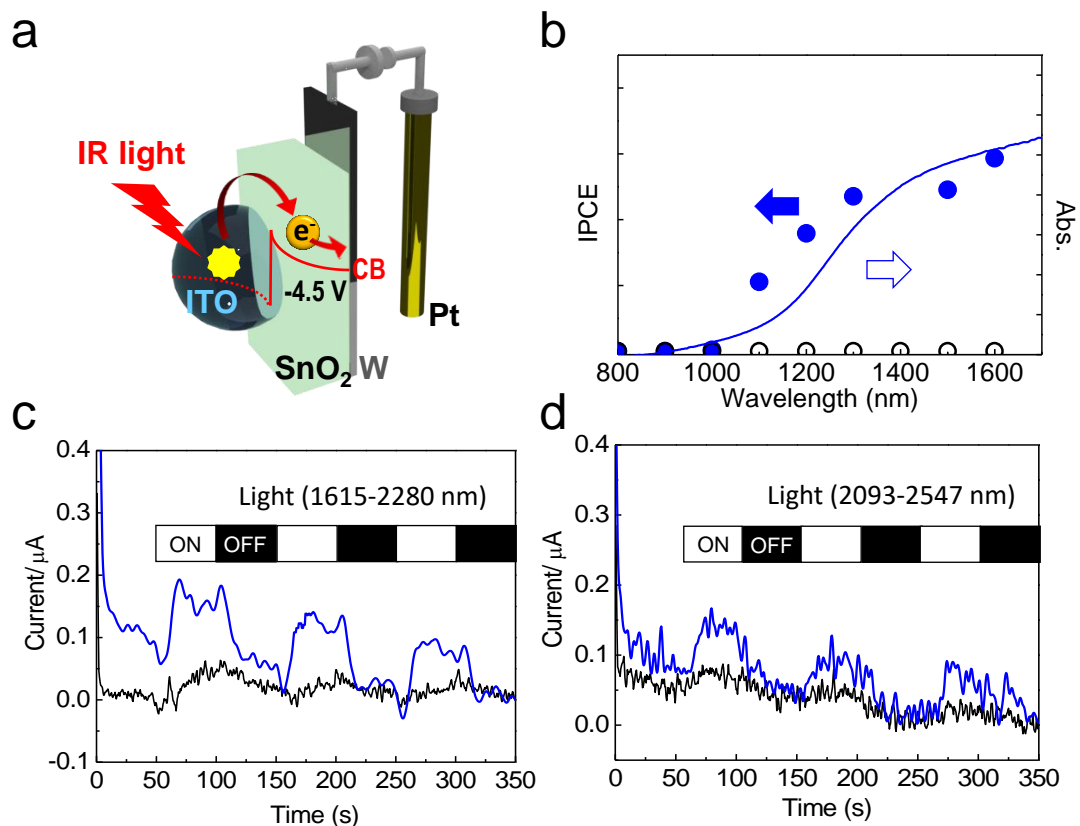 a
IR light
e-
CB
ITO
-4.5 V
Pt
SnO2 W
b
IPCE
Abs.
800 1000 1200 1400 1600
Wavelength (nm)
c
Current/ μA
0.4
0.3
0.2
0.1
0.0
-0.1
Light (1615-2280 nm)
ON OFF
0 50 100 150 200 250 300 350
Time (s)
d
Current/ μA
0.4
0.3
0.2
0.1
0.0
Light (2093-2547 nm)
ON OFF
0 50 100 150 200 250 300 350
Time (s)